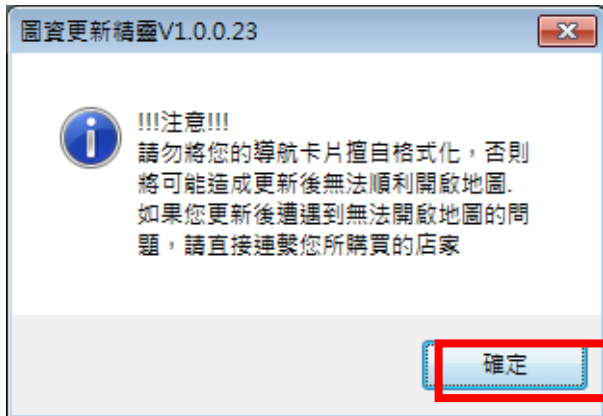 圖資更新精靈V1.0.0.23
!!!注意!!!
請勿將您的導航卡片擅自格式化，否則
將可能造成更新後無法順利開啟地圖.
如果您更新後遭遇到無法開啟地圖的問
題，請直接連繫您所購買的店家
確定